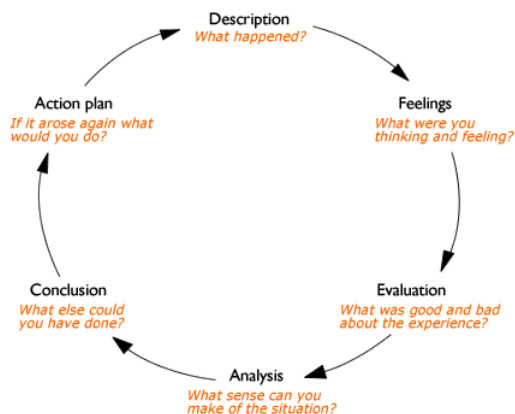 Description
What happened?
Feelings
What were you
thinking and feeling?
Evaluation
What was good and bad
about the experience?
Analysis
What sense can you
make of the situation?
Conclusion
What else could
you have done?
Action plan
If it arose again what
would you do?